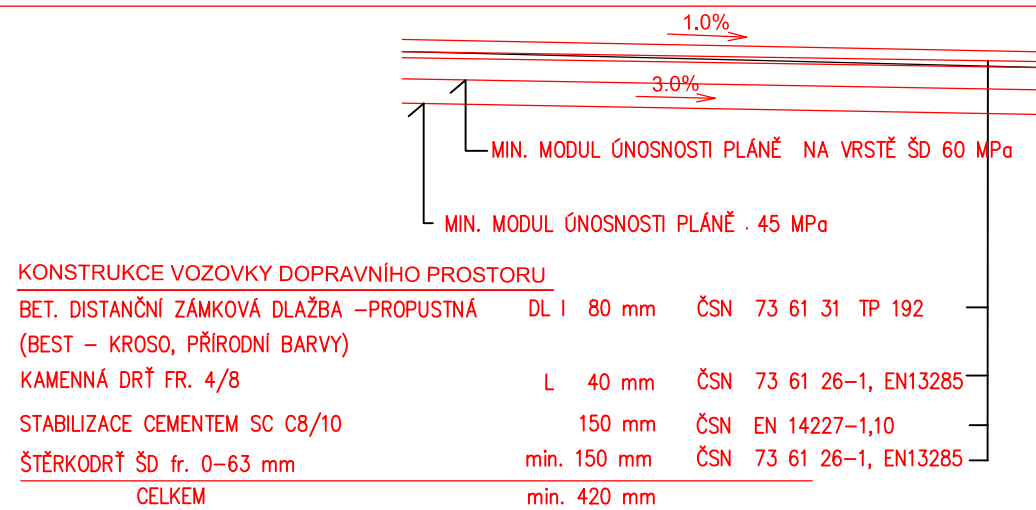 1.0%
3.0%
MIN. MODUL ÚNOSNOSTI PLÁNĚ NA VRSTĚ ŠD 60 MPa
MIN. MODUL ÚNOSNOSTI PLÁNĚ . 45 MPa
KONSTRUKCE VOZOVKY DOPRAVNÍHO PROSTORU
BET. DISTANČNÍ ZÁMKOVÁ DLAŽBA –PROPUSTNÁ DL I 80 mm ČSN 73 61 31 TP 192
(BEST – KROSO, PŘÍRODNÍ BARVY)
KAMENNÁ DRŤ FR. 4/8 L 40 mm ČSN 73 61 26–1, EN13285
STABILIZACE CEMENTEM SC C8/10 150 mm ČSN EN 14227–1,10
ŠTĚRKODRŤ ŠD fr. 0–63 mm min. 150 mm ČSN 73 61 26–1, EN13285
CELKEM min. 420 mm